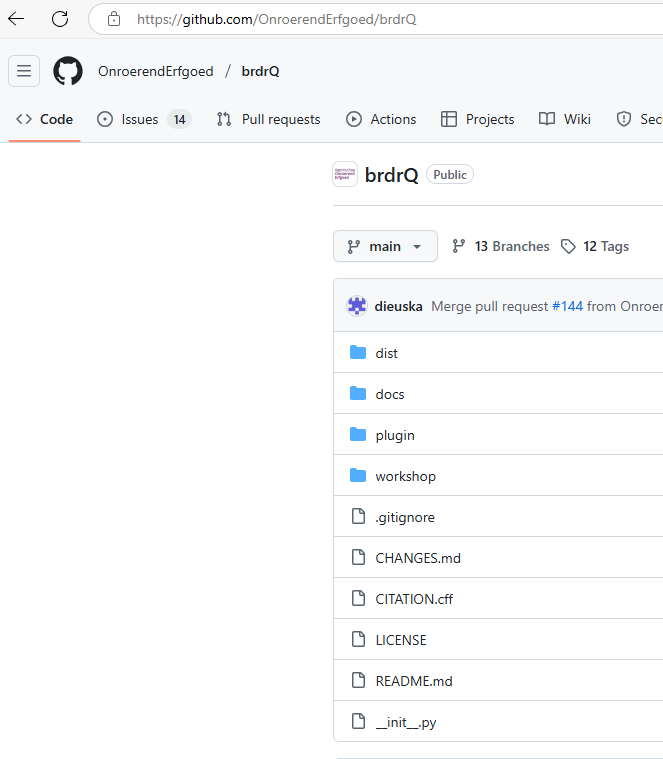 https://github.com/OnroerendErfgoed/brdrQ
OnroerendErfgoed / brdrQ
Code Issues 14 Pull requests Actions Projects Wiki Sec
brdrQ Public
main 13 Branches 12 Tags
dieuska Merge pull request #144 from Onroer
dist
docs
plugin
workshop
.gitignore
CHANGES.md
CITATION.cff
LICENSE
README.md
__init__.py